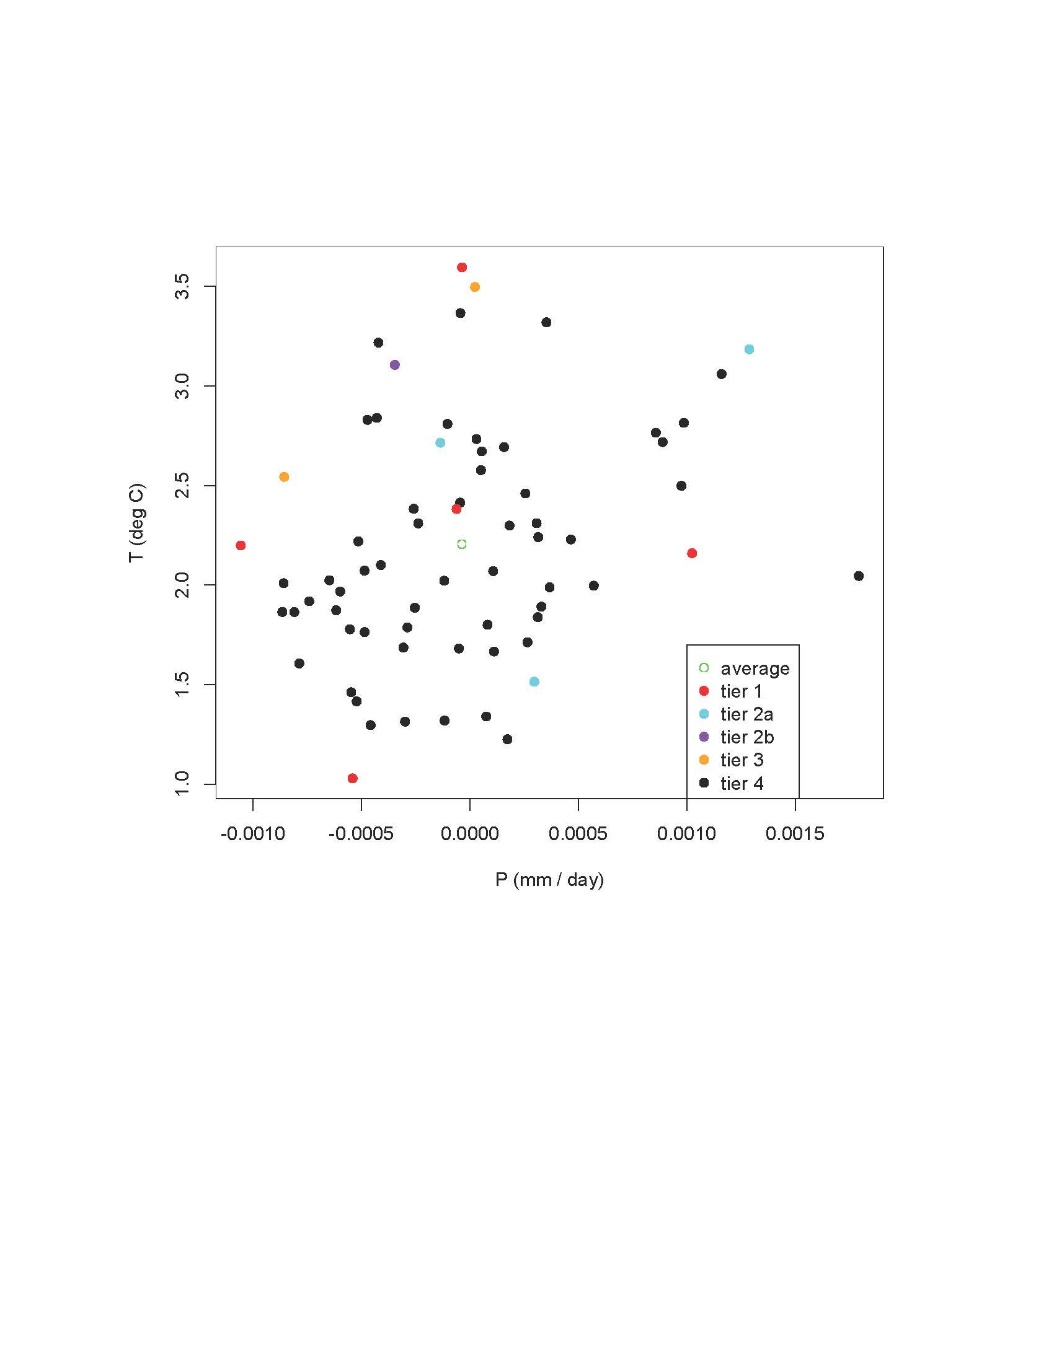 3.5
3.0
2.5
2.0
1.5
1.0
T (deg C)
average
tier 1
tier 2a
tier 2b
tier 3
tier 4
-0.0010 -0.0005 0.0000 0.0005 0.0010 0.0015
P (mm / day)